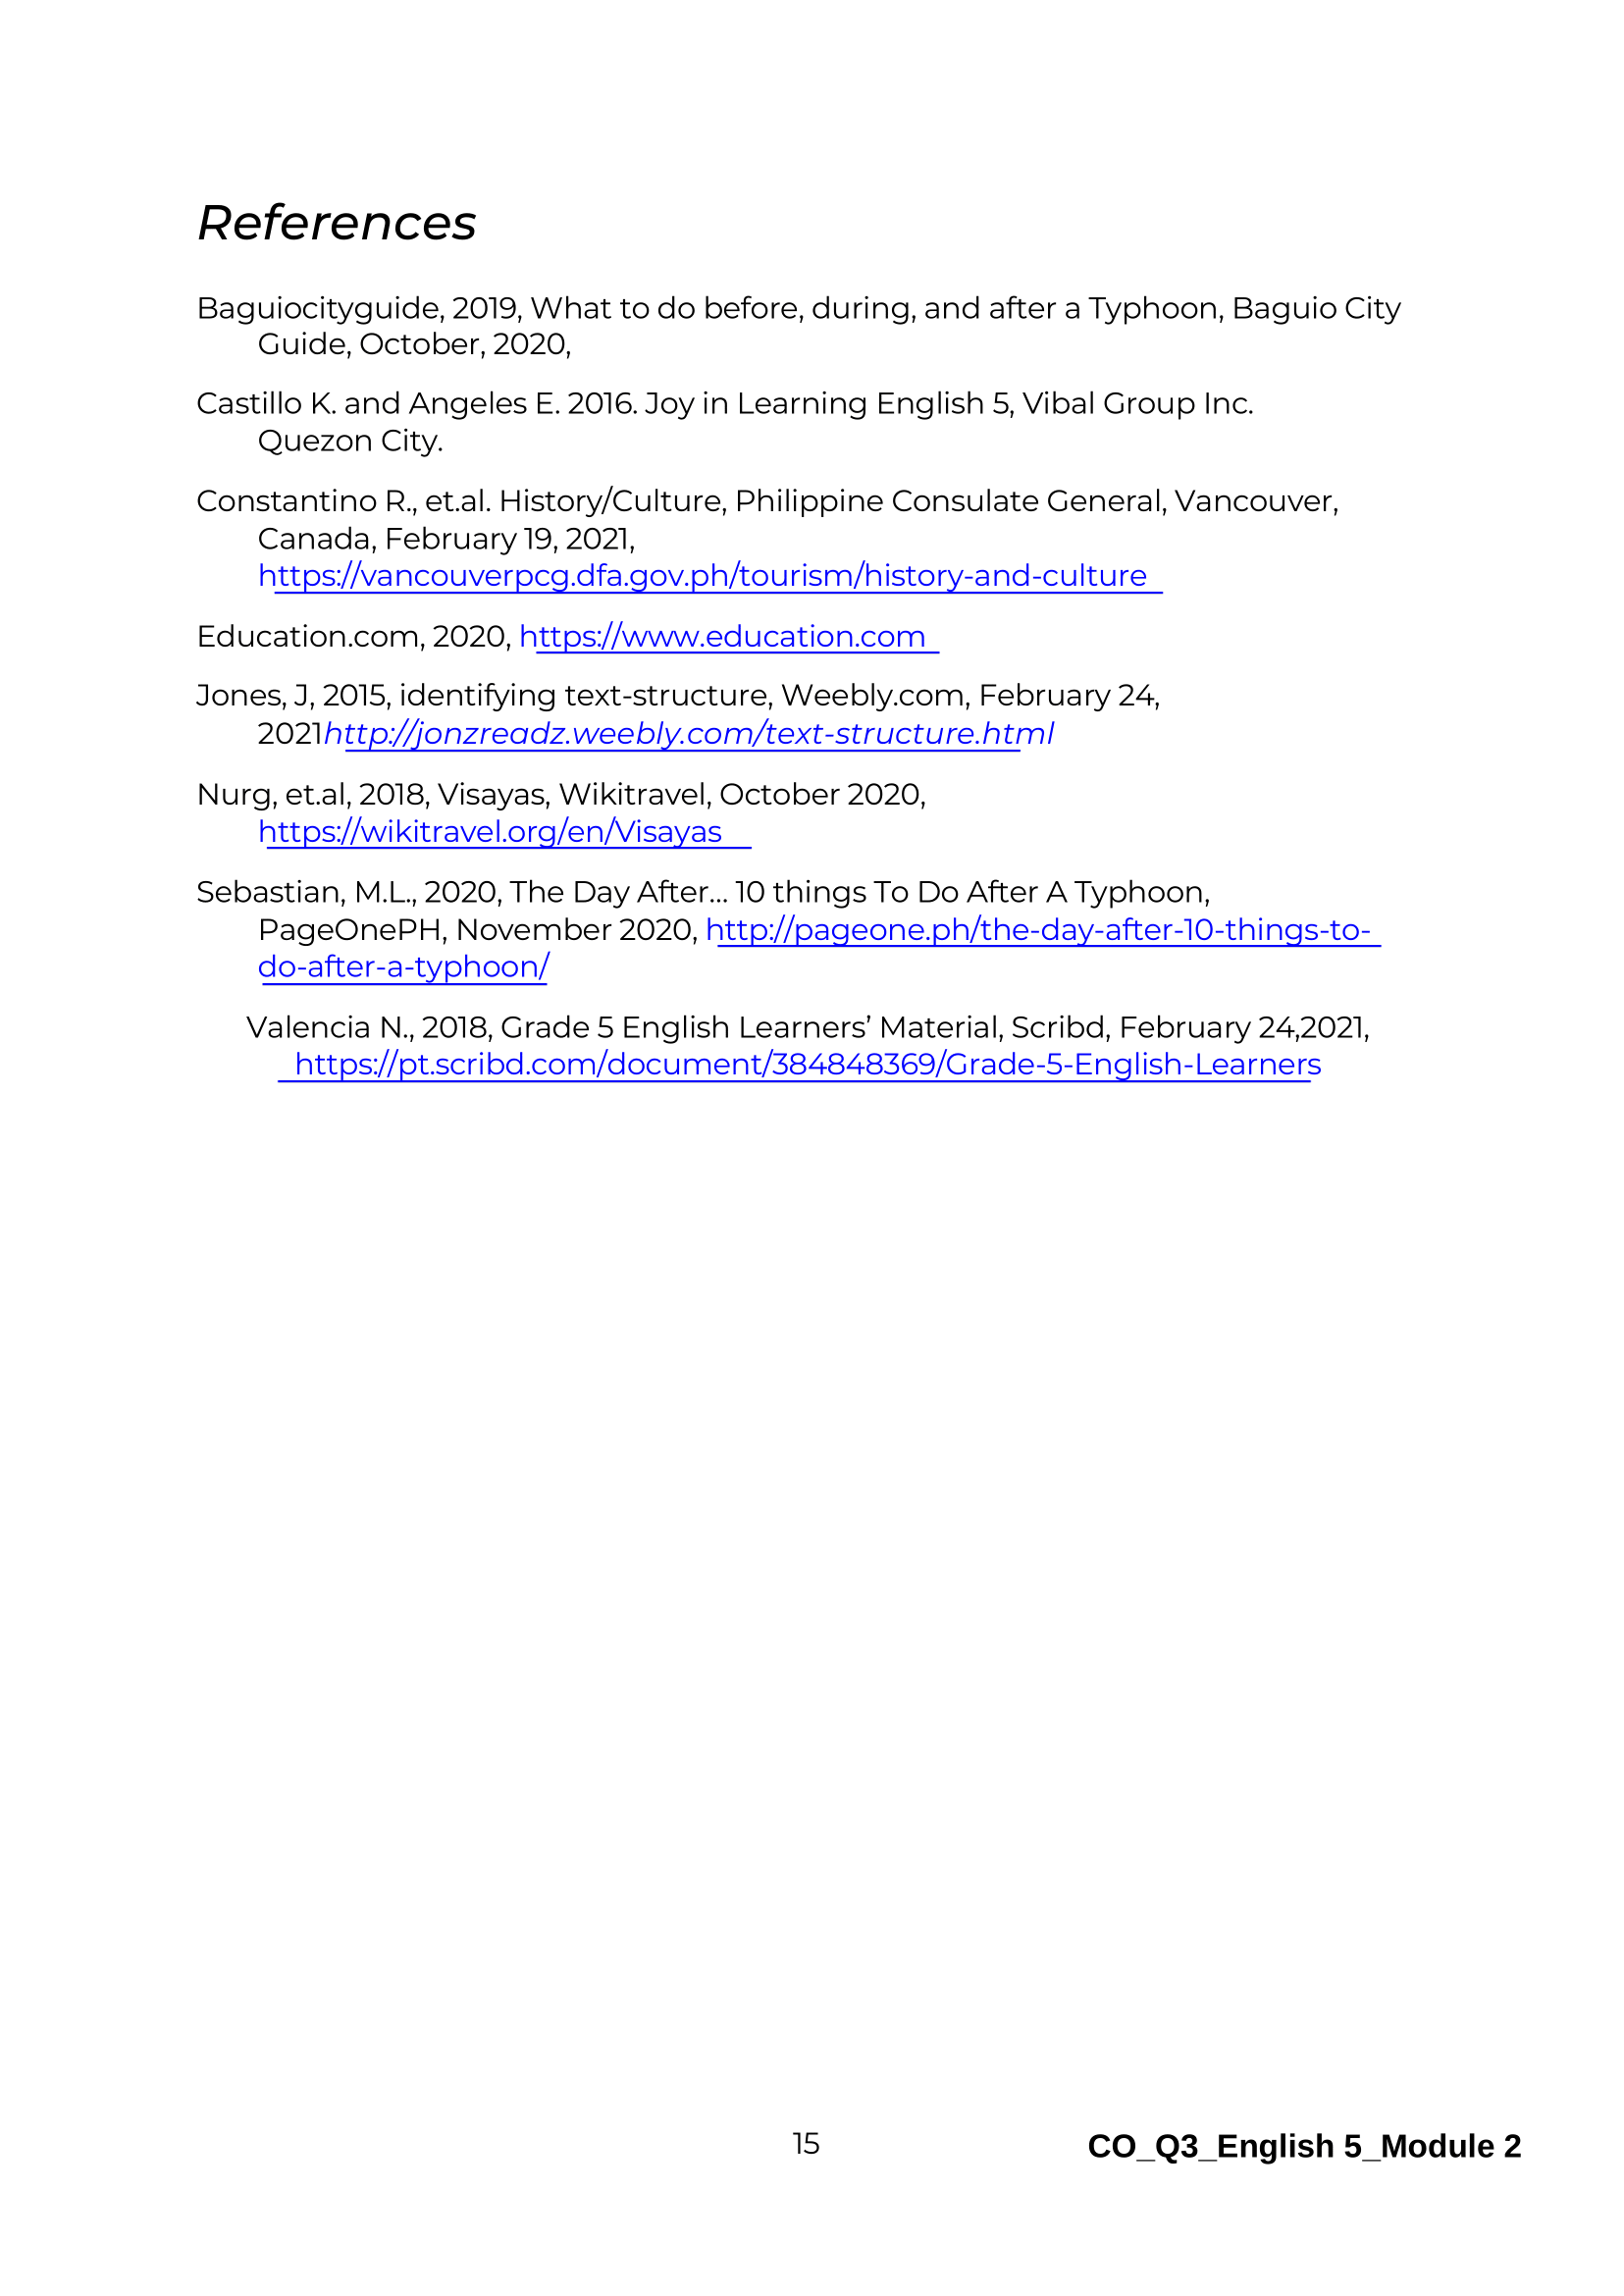 References
Baguiocityguide, 2019, What to do before, during, and after a Typhoon, Baguio City
Guide, October, 2020,
Castillo K. and Angeles E. 2016. Joy in Learning English 5, Vibal Group Inc.
Quezon City.
Constantino R., et.al. History/Culture, Philippine Consulate General, Vancouver,
Canada, February 19, 2021,
https://vancouverpcg.dfa.gov.ph/tourism/history-and-culture
Education.com, 2020, https://www.education.com
Jones, J, 2015, identifying text-structure, Weebly.com, February 24,
2021http://jonzreadz.weebly.com/text-structure.html
Nurg, et.al, 2018, Visayas, Wikitravel, October 2020,
https://wikitravel.org/en/Visayas
Sebastian, M.L., 2020, The Day After... 10 things To Do After A Typhoon,
PageOnePH, November 2020, http://pageone.ph/the-day-after-10-things-to-
do-after-a-typhoon/
Valencia N., 2018, Grade 5 English Learners’ Material, Scribd, February 24,2021,
https://pt.scribd.com/document/384848369/Grade-5-English-Learners
15 CO_Q3_English 5_Module 2